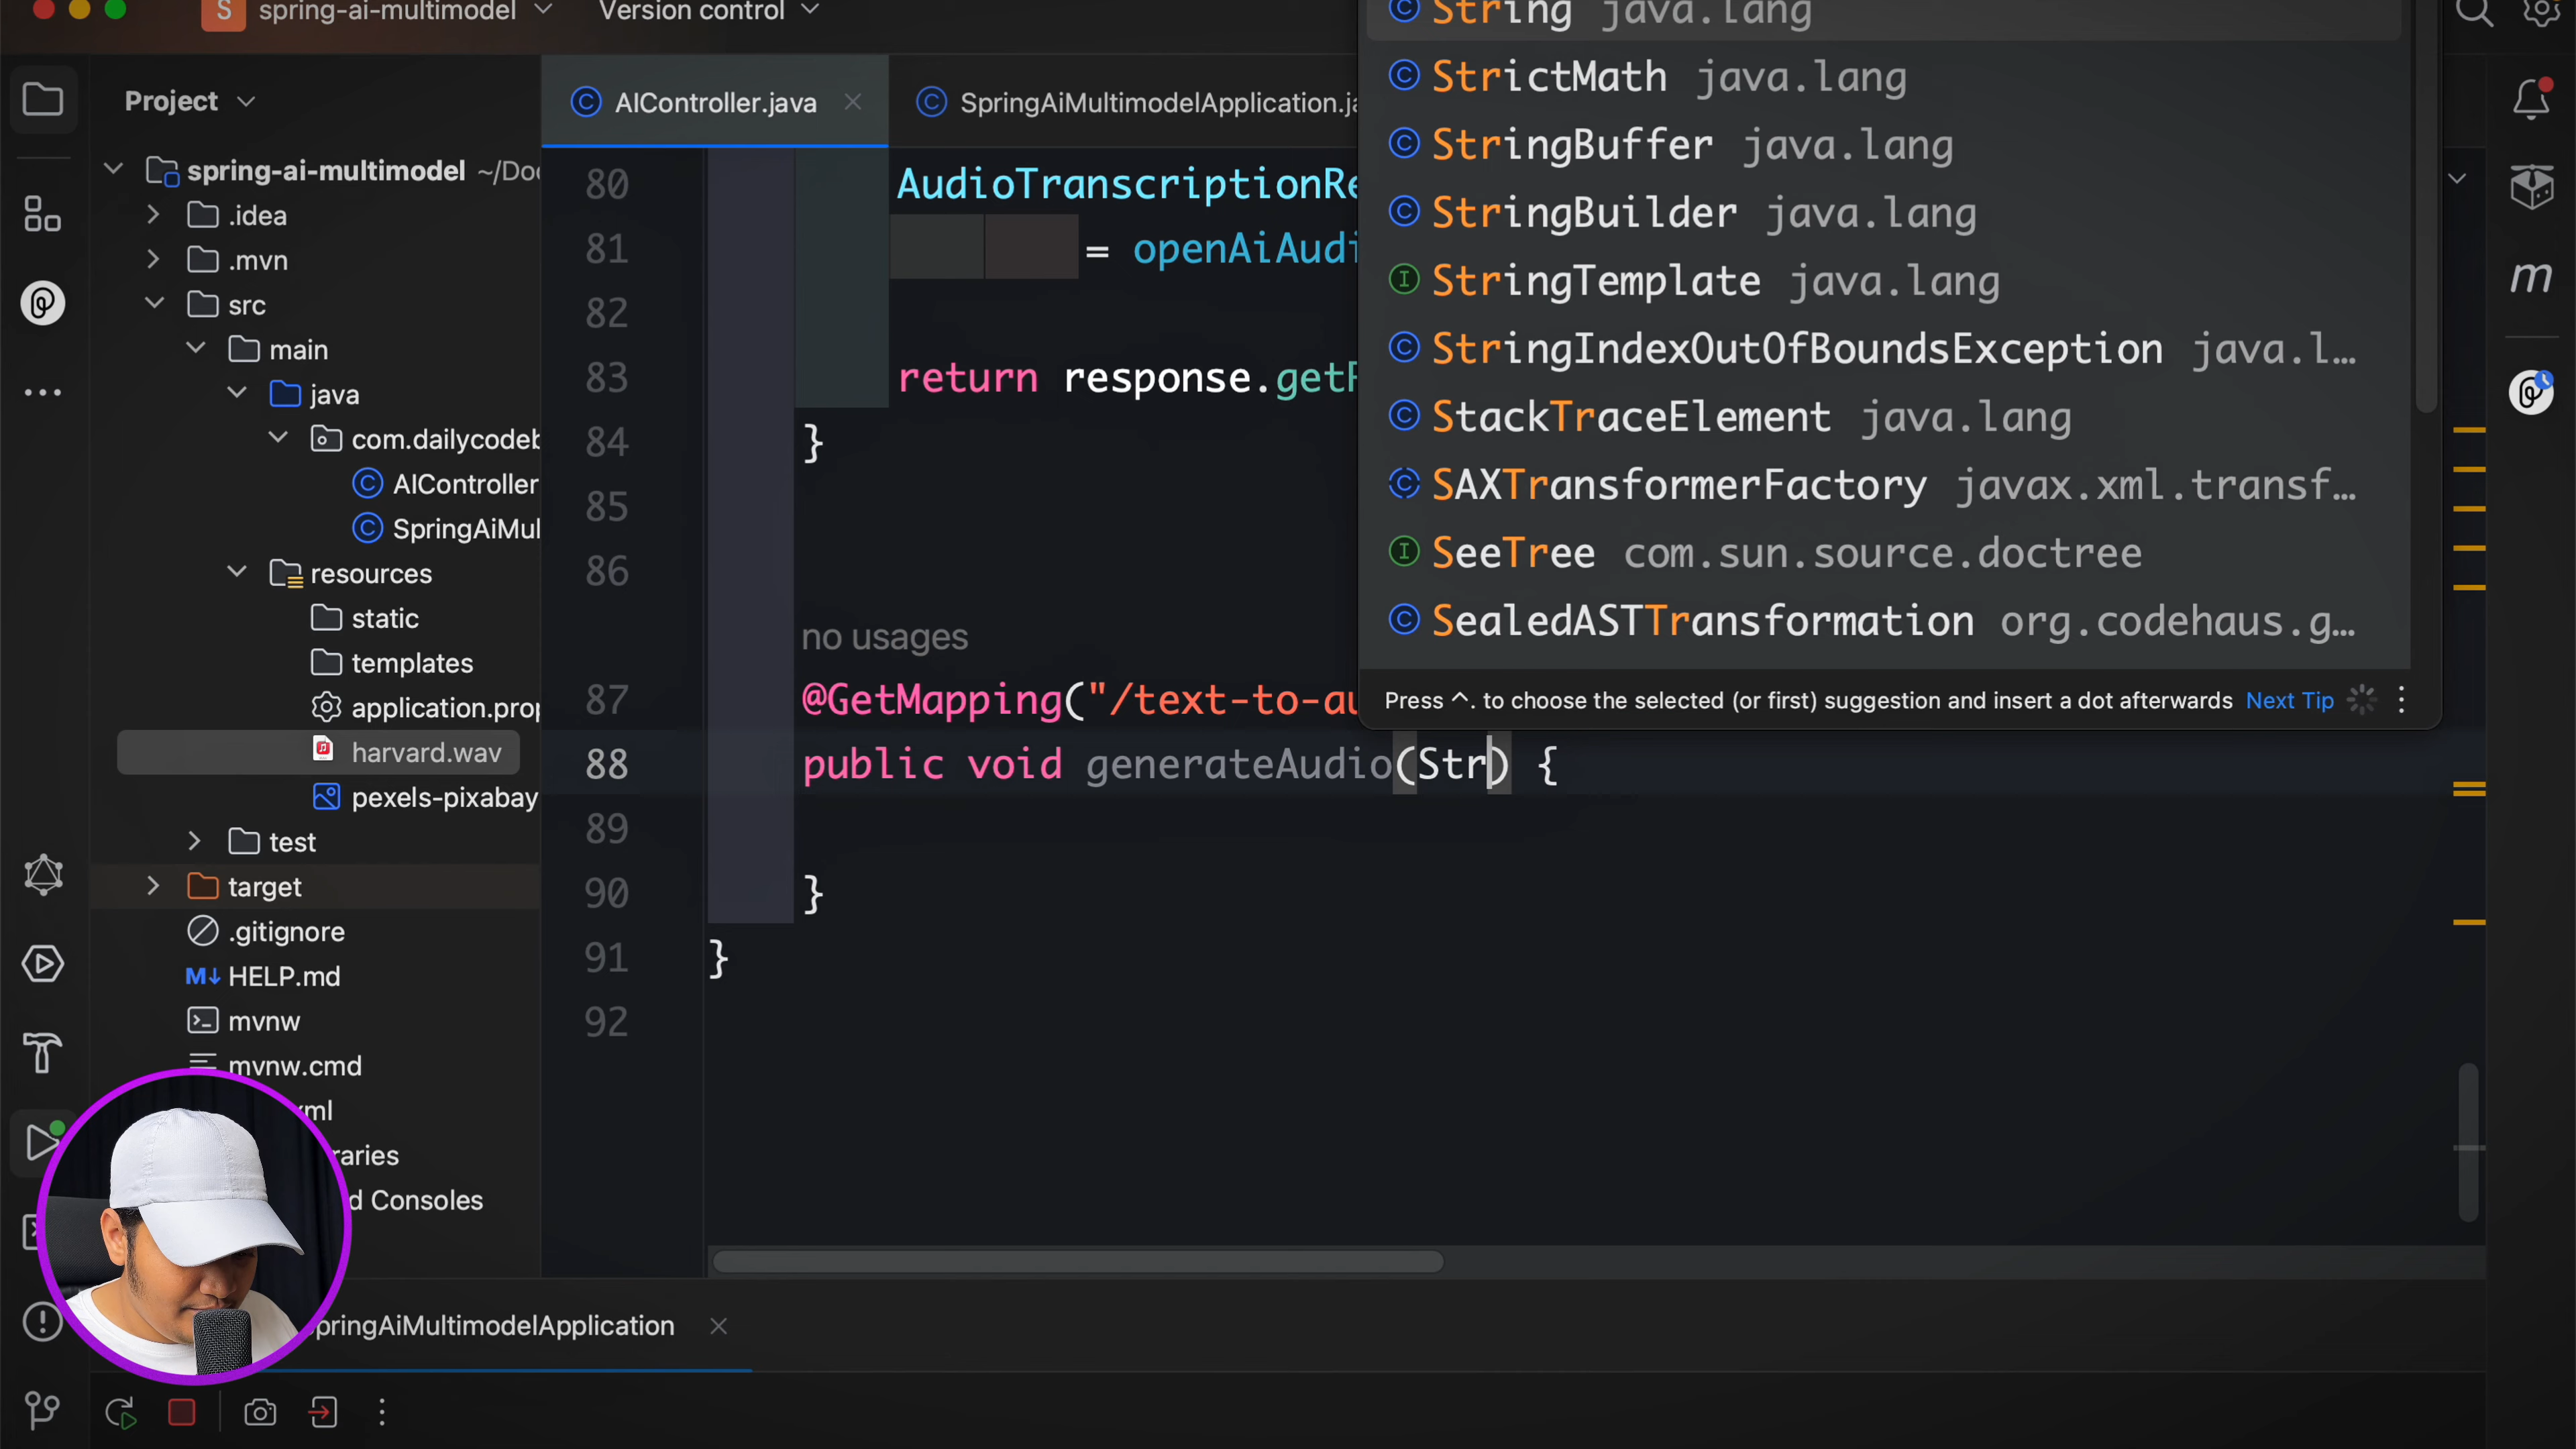 S spring-ai-multimodel Version control
Project
AIController.java
SpringAiMultimodelApplication.ja
spring-ai-multimodel ~/Doc
.idea
.mvn
src
main
java
com.dailycodeb
AIController
SpringAiMul
resources
static
templates
application.prop
harvard.wav
pexels-pixabay
test
target
.gitignore
M↓ HELP.md
mvnw
mvnw.cmd
ml
raries
d Consoles
80 AudioTranscriptionRe
81 = openAiAudi
82
83 return response.get
84 }
85
86
no usages
87 @GetMapping("/text-to-au
88 public void generateAudio(Str) {
89
90 }
91 }
92
String java.lang
StrictMath java.lang
StringBuffer java.lang
StringBuilder java.lang
StringTemplate java.lang
StringIndexOutOfBoundsException java.l…
StackTraceElement java.lang
SAXTransformerFactory javax.xml.transf…
SeeTree com.sun.source.doctree
SealedASTTransformation org.codehaus.g…
Press ^. to choose the selected (or first) suggestion and insert a dot afterwards Next Tip
m
pringAiMultimodelApplication